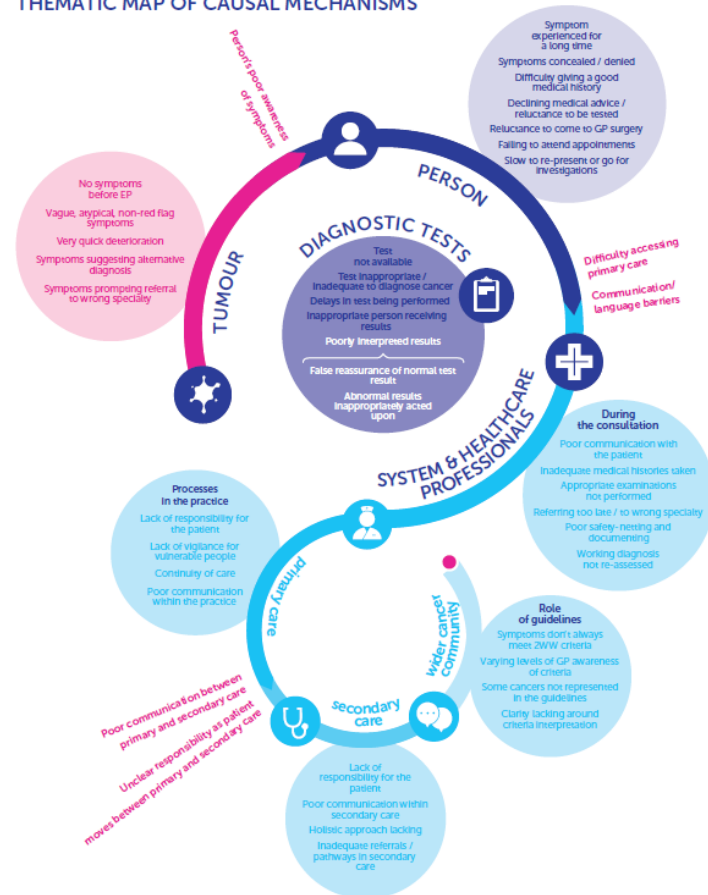 THEMATIC MAP OF CAUSAL MECHANISMS
Person's poor awareness
of symptoms
Symptom
experienced for
a long time
Symptoms concealed / denied
Difficulty giving a good
medical history
Declining medical advice /
reluctance to be tested
Reluctance to come to GP surgery
Failing to attend appointments
Slow to re-present or go for
investigations
PERSON
No symptoms
before EP
Vague, atypical, non-red flag
symptoms
Very quick deterioration
Symptoms suggesting alternative
diagnosis
Symptoms prompting referral
to wrong specialty
TUMOUR
DIAGNOSTIC TESTS
Test
not available
Test inappropriate /
inadequate to diagnose cancer
Delays in test being performed
Inappropriate person receiving
results
Poorly interpreted results
False reassurance of normal test
result
Abnormal results
inappropriately acted
upon
Difficulty accessing
primary care
Communication/
language barriers
SYSTEM & HEALTHCARE
PROFESSIONALS
During
the consultation
Poor communication with
the patient
Inadequate medical histories taken
Appropriate examinations
not performed
Referring too late / to wrong specialty
Poor safety-netting and
documenting
Working diagnosis
not re-assessed
Processes
in the practice
Lack of responsibility for
the patient
Lack of vigilance for
vulnerable people
Continuity of care
Poor communication
within the practice
primary care
wider cancer
community
Role
of guidelines
Symptoms don't always
meet 2WW criteria
Varying levels of GP awareness
of criteria
Some cancers not represented
in the guidelines
Clarity lacking around
criteria interpretation
secondary
care
Poor communication between
primary and secondary care
Unclear responsibility as patient
moves between primary and secondary care
Lack of
responsibility for the
patient
Poor communication within
secondary care
Holistic approach lacking
Inadequate referrals /
pathways in secondary
care